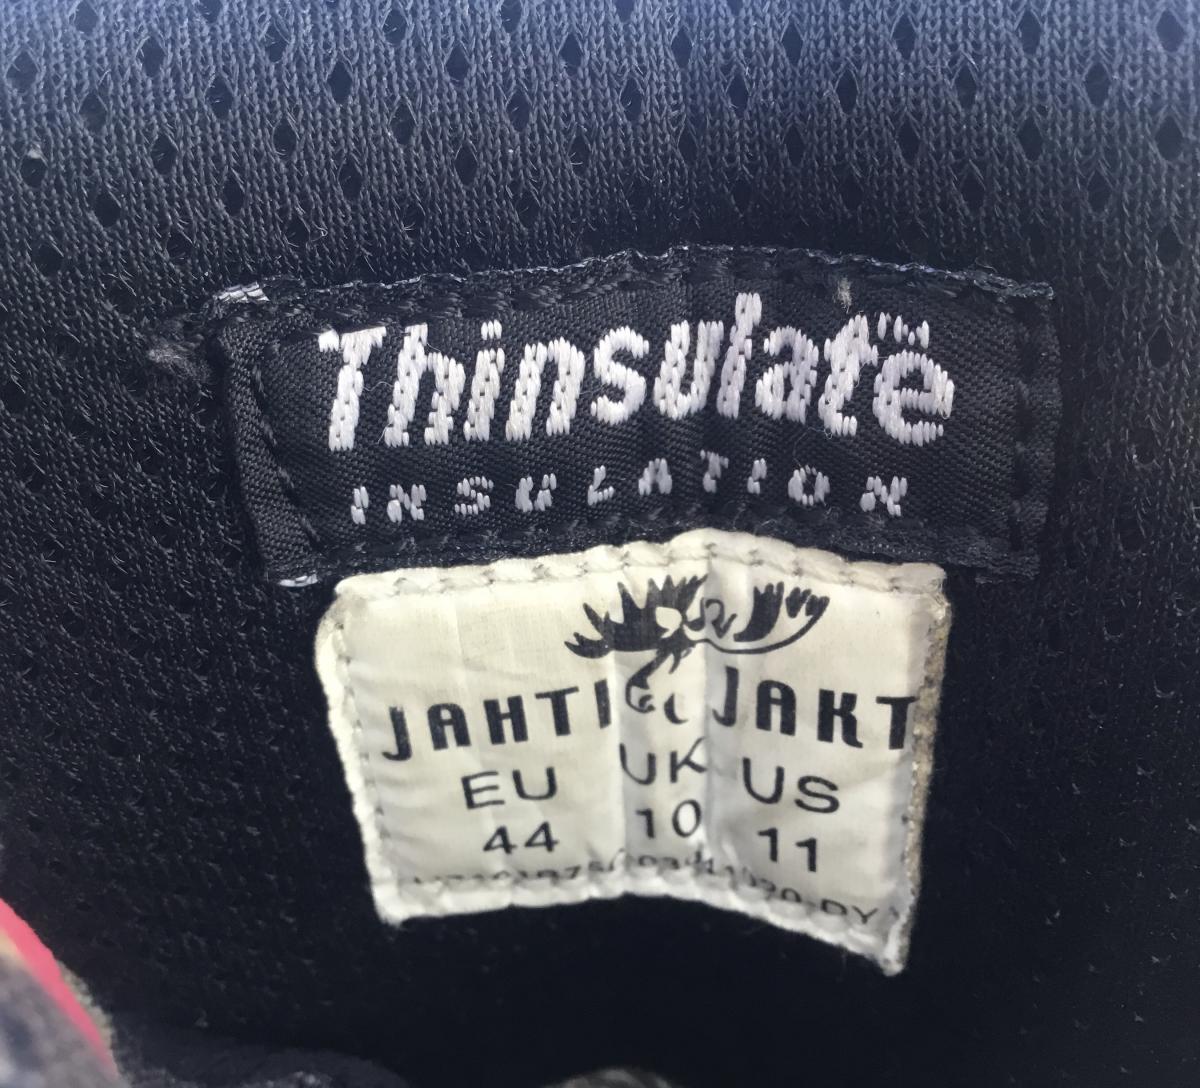 Thinsulate
INSULATION
JAHTI JAKT
EU UK US
44 10 11